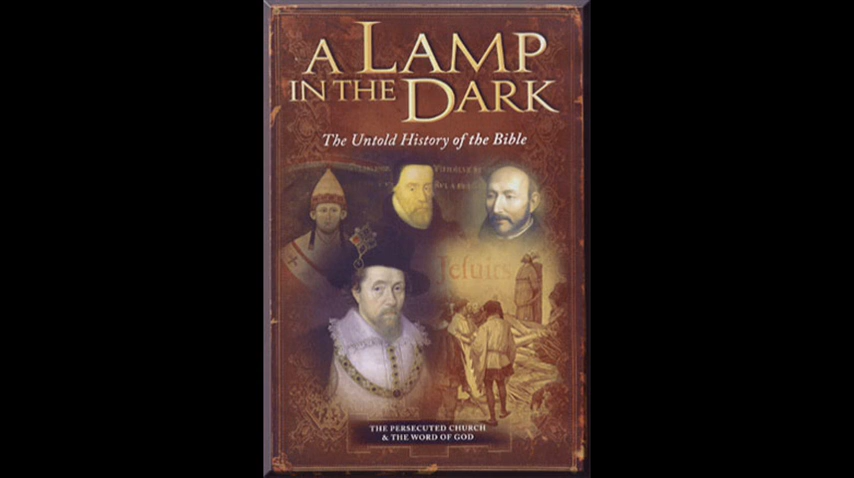 A LAMP
IN THE DARK
The Untold History of the Bible
Jesuits
THE PERSECUTED CHURCH
& THE WORD OF GOD